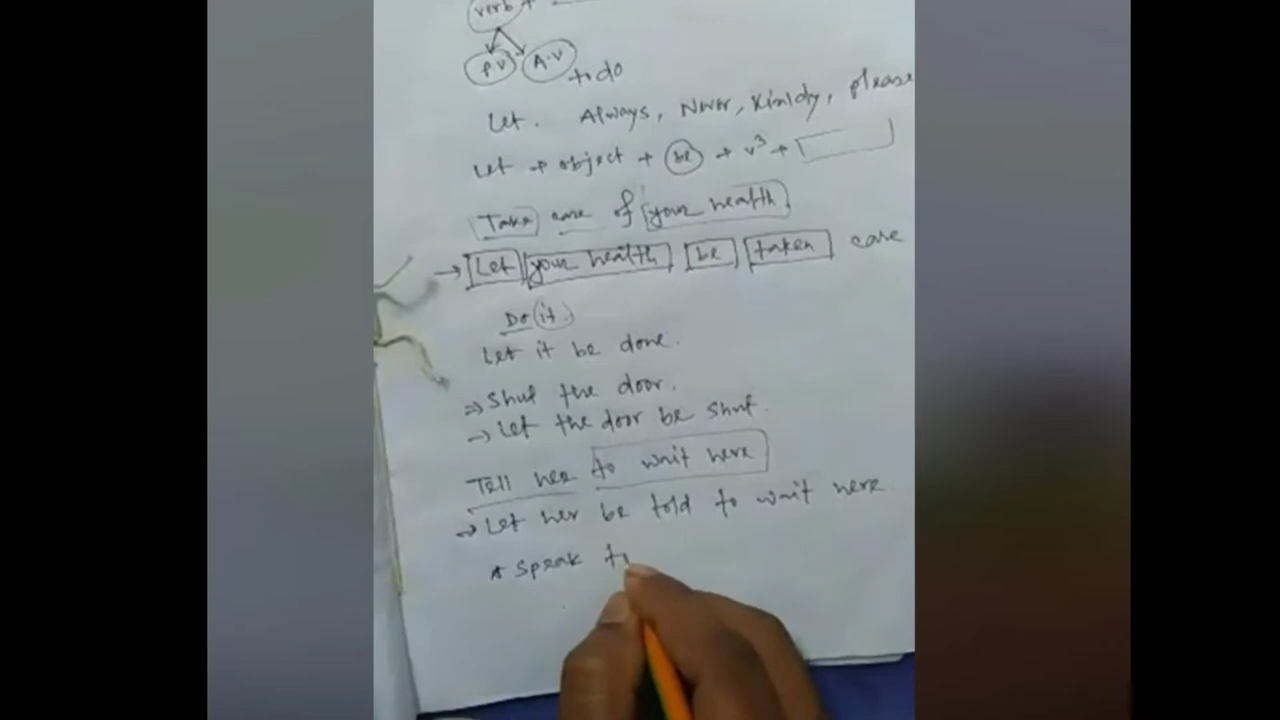 verb +
P.V A.V
to do
Let. Always, Never, Kinldy, please
Let + object + be + v3 +
Take care of your health
→ Let your health be taken care
Do it.
Let it be done.
⇒ Shut the door.
→ Let the door be shut.
Tell her to wait here
→ Let her be told to wait here
* Speak